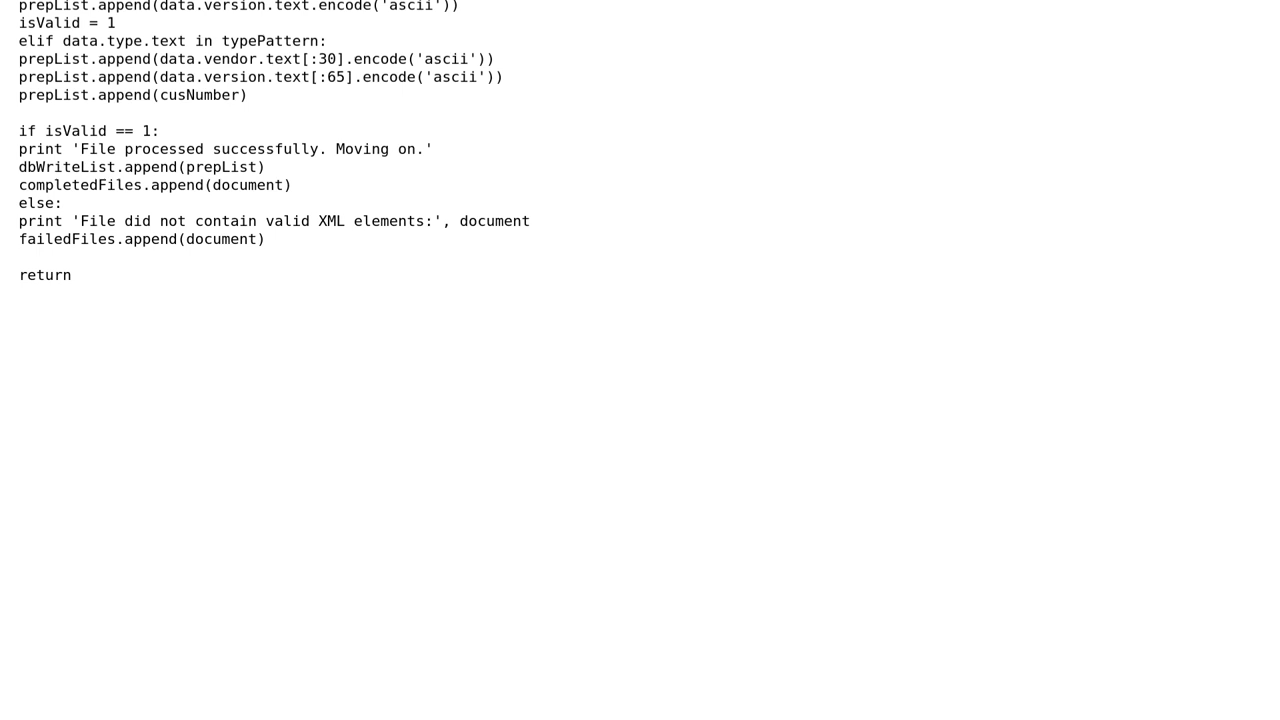 prepList.append(data.version.text.encode('ascii'))
isValid = 1
elif data.type.text in typePattern:
prepList.append(data.vendor.text[:30].encode('ascii'))
prepList.append(data.version.text[:65].encode('ascii'))
prepList.append(cusNumber)

if isValid == 1:
print 'File processed successfully. Moving on.'
dbWriteList.append(prepList)
completedFiles.append(document)
else:
print 'File did not contain valid XML elements:', document
failedFiles.append(document)

return